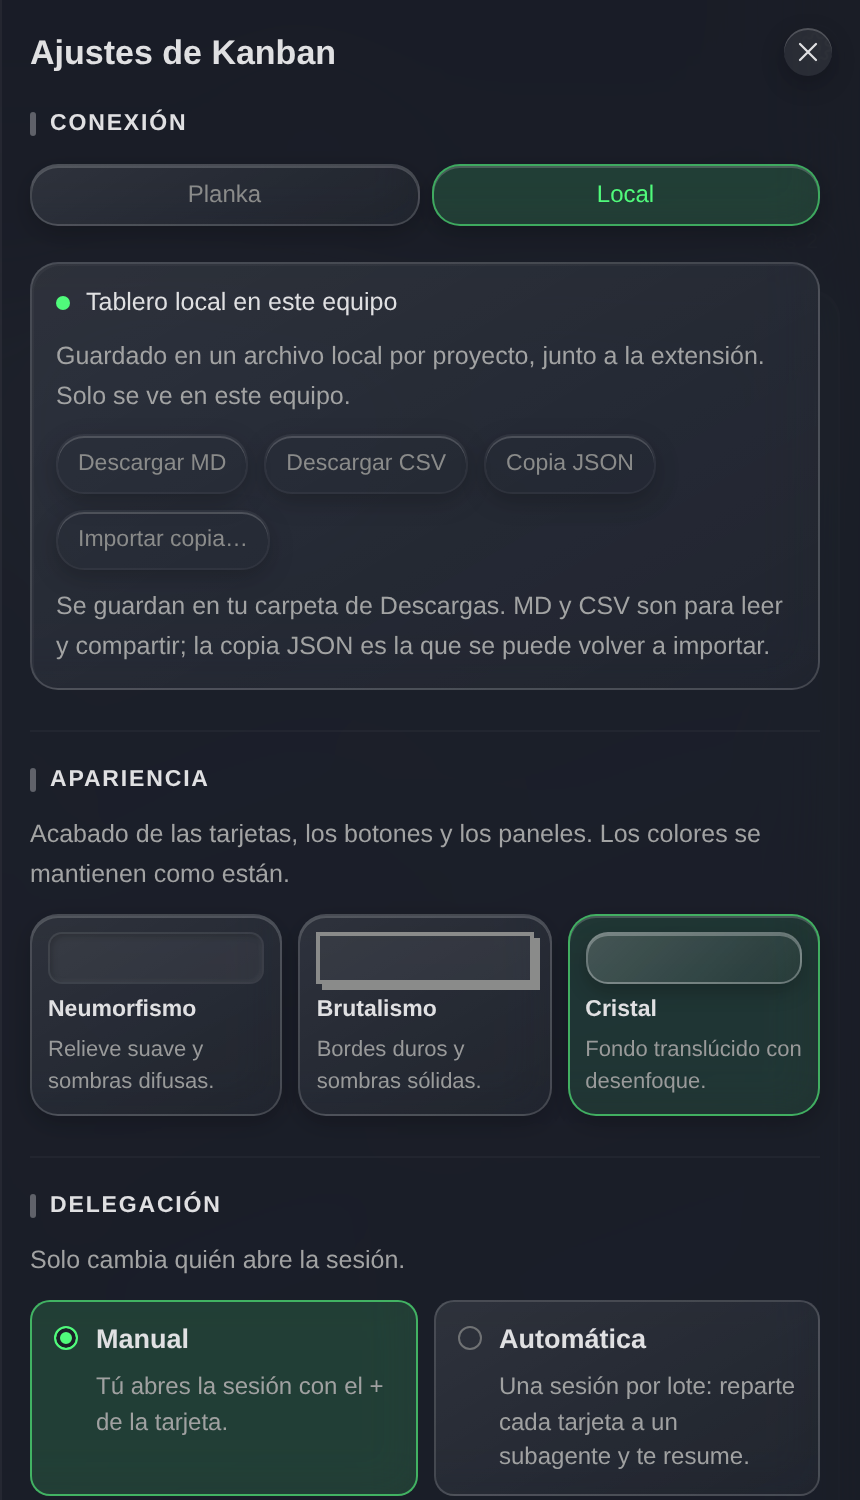 Ajustes de Kanban
CONEXIÓN
Planka
Local
Tablero local en este equipo
Guardado en un archivo local por proyecto, junto a la extensión.
Solo se ve en este equipo.
Descargar MD
Descargar CSV
Copia JSON
Importar copia…
Se guardan en tu carpeta de Descargas. MD y CSV son para leer
y compartir; la copia JSON es la que se puede volver a importar.
APARIENCIA
Acabado de las tarjetas, los botones y los paneles. Los colores se
mantienen como están.
Neumorfismo
Relieve suave y
sombras difusas.
Brutalismo
Bordes duros y
sombras sólidas.
Cristal
Fondo translúcido con
desenfoque.
DELEGACIÓN
Solo cambia quién abre la sesión.
Manual
Tú abres la sesión con el +
de la tarjeta.
Automática
Una sesión por lote: reparte
cada tarjeta a un
subagente y te resume.